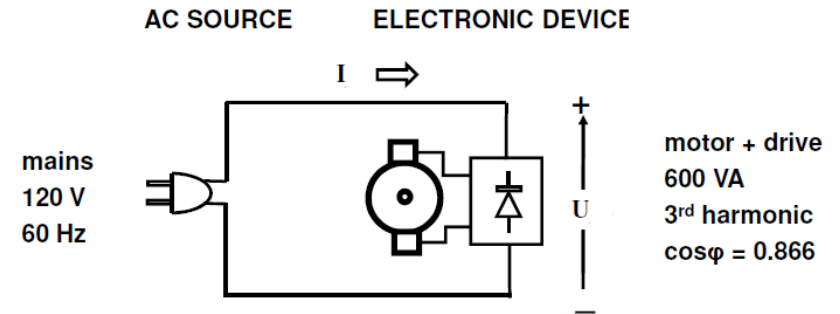 AC SOURCE
ELECTRONIC DEVICE
I
mains
120 V
60 Hz
+
U
−
motor + drive
600 VA
3rd harmonic
cosφ = 0.866